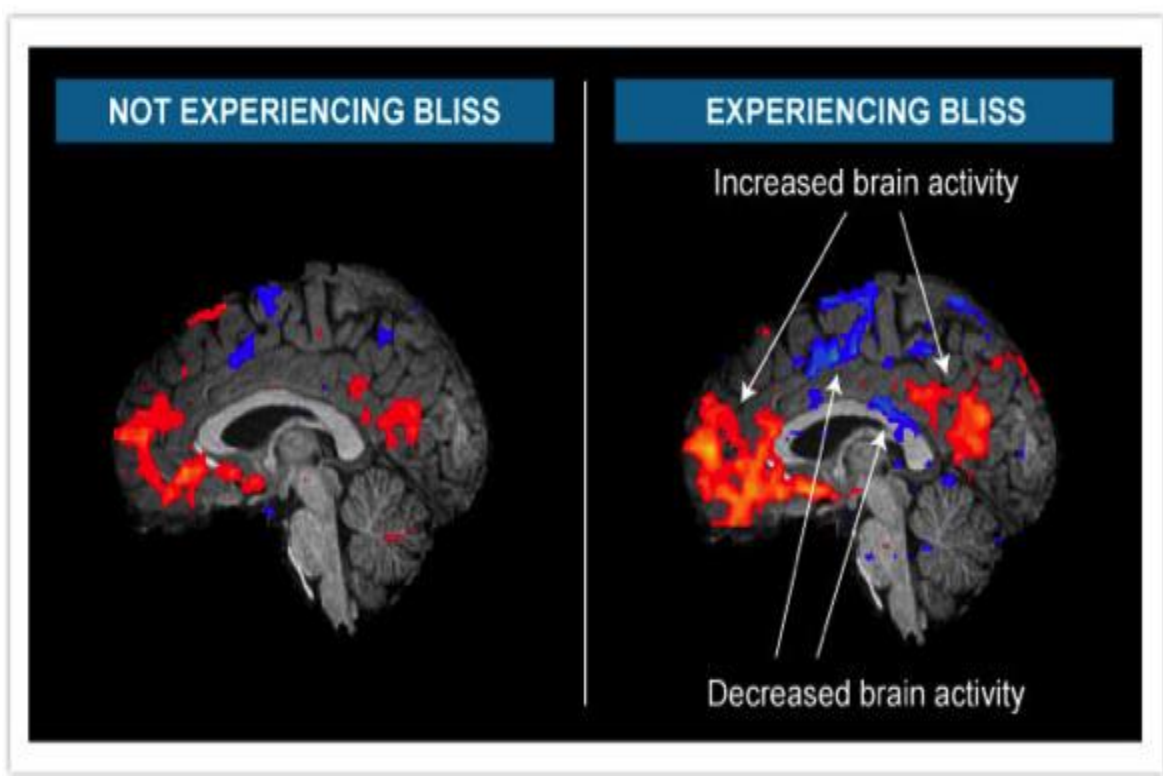 NOT EXPERIENCING BLISS
EXPERIENCING BLISS
Increased brain activity
Decreased brain activity